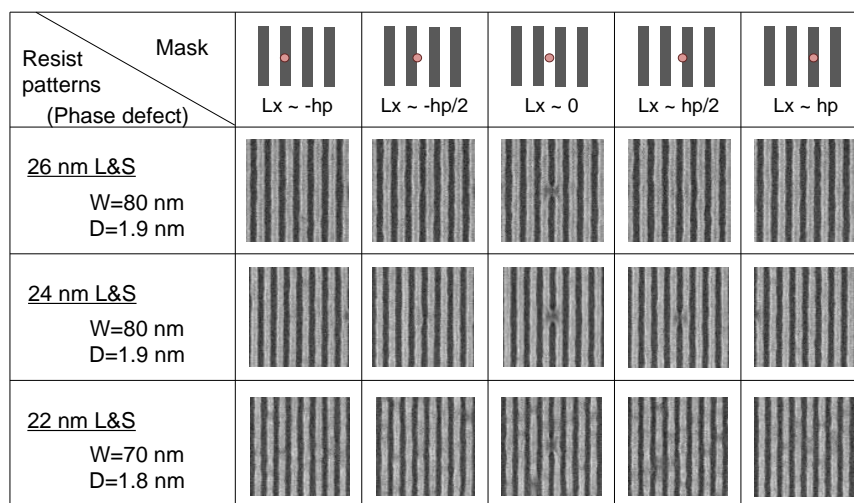 Mask
Resist
patterns
(Phase defect)
Lx ~ -hp
Lx ~ -hp/2
Lx ~ 0
Lx ~ hp/2
Lx ~ hp
26 nm L&S
W=80 nm
D=1.9 nm
24 nm L&S
W=80 nm
D=1.9 nm
22 nm L&S
W=70 nm
D=1.8 nm